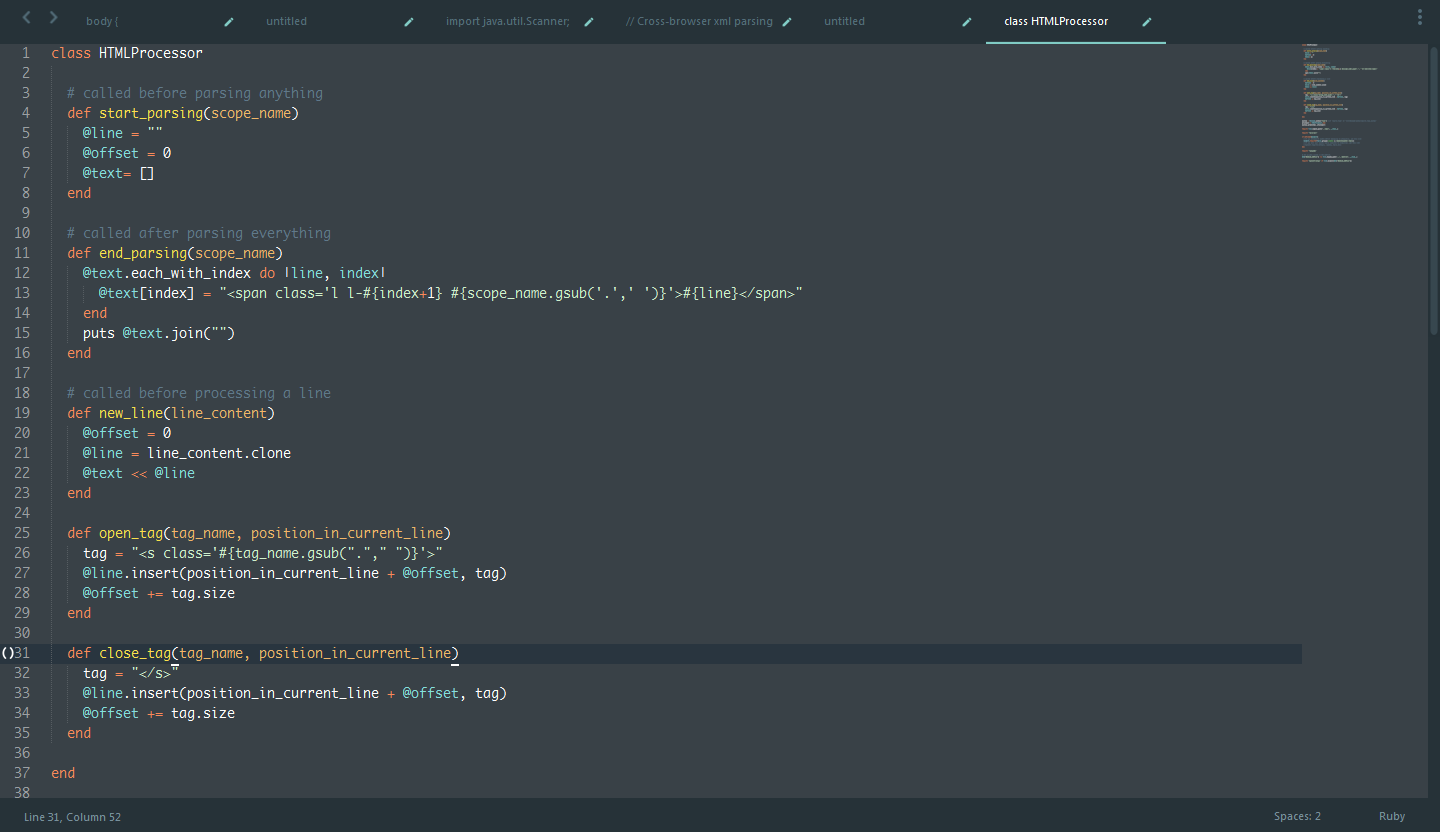 body {
untitled
import java.util.Scanner;
// Cross-browser xml parsing
untitled
class HTMLProcessor
1 class HTMLProcessor
2
3 # called before parsing anything
4 def start_parsing(scope_name)
5 @line = ""
6 @offset = 0
7 @text= []
8 end
9
10 # called after parsing everything
11 def end_parsing(scope_name)
12 @text.each_with_index do |line, index|
13 @text[index] = "<span class='l l-#{index+1} #{scope_name.gsub('.',' ')}'>#{line}</span>"
14 end
15 puts @text.join("")
16 end
17
18 # called before processing a line
19 def new_line(line_content)
20 @offset = 0
21 @line = line_content.clone
22 @text << @line
23 end
24
25 def open_tag(tag_name, position_in_current_line)
26 tag = "<s class='#{tag_name.gsub("."," ")}'>"
27 @line.insert(position_in_current_line + @offset, tag)
28 @offset += tag.size
29 end
30
()31 def close_tag(tag_name, position_in_current_line)
32 tag = "</s>"
33 @line.insert(position_in_current_line + @offset, tag)
34 @offset += tag.size
35 end
36
37 end
38
Line 31, Column 52
Spaces: 2
Ruby